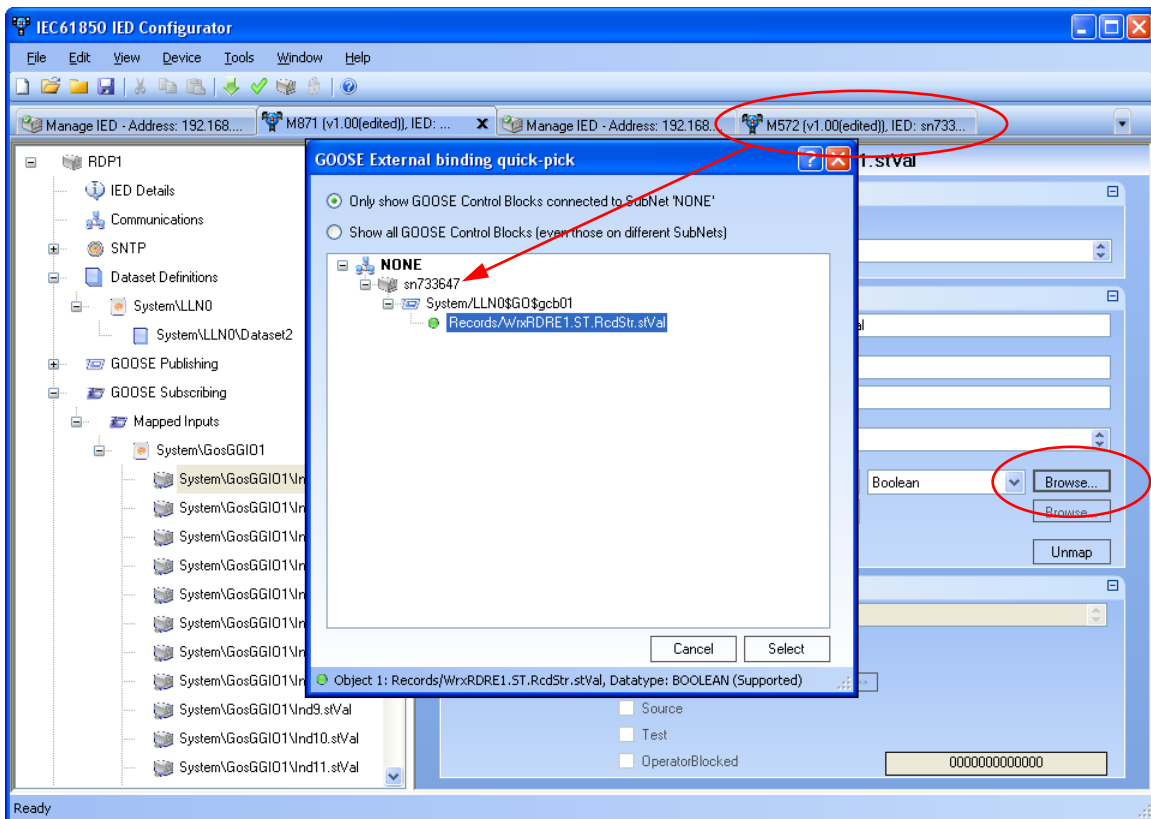 IEC61850 IED Configurator
File Edit View Device Tools Window Help
Manage IED - Address: 192.168....
M871 (v1.00(edited)), IED: ...
Manage IED - Address: 192.168...
M572 (v1.00(edited)), IED: sn733...
RDP1
IED Details
Communications
SNTP
Dataset Definitions
System\LLN0
System\LLN0\Dataset2
GOOSE Publishing
GOOSE Subscribing
Mapped Inputs
System\GosGGIO1
System\GosGGIO1\In
System\GosGGIO1\In
System\GosGGIO1\In
System\GosGGIO1\In
System\GosGGIO1\In
System\GosGGIO1\In
System\GosGGIO1\In
System\GosGGIO1\In
System\GosGGIO1\Ind9.stVal
System\GosGGIO1\Ind10.stVal
System\GosGGIO1\Ind11.stVal
GOOSE External binding quick-pick
Only show GOOSE Control Blocks connected to SubNet 'NONE'
Show all GOOSE Control Blocks (even those on different SubNets)
NONE
sn733647
System/LLN0$GO$gcb01
Records/WrxRDRE1.ST.RcdStr.stVal
Cancel Select
Object 1: Records/WrxRDRE1.ST.RcdStr.stVal, Datatype: BOOLEAN (Supported)
1.stVal
al
Boolean Browse...
Browse...
Unmap
>>
Source
Test
OperatorBlocked 0000000000000
Ready